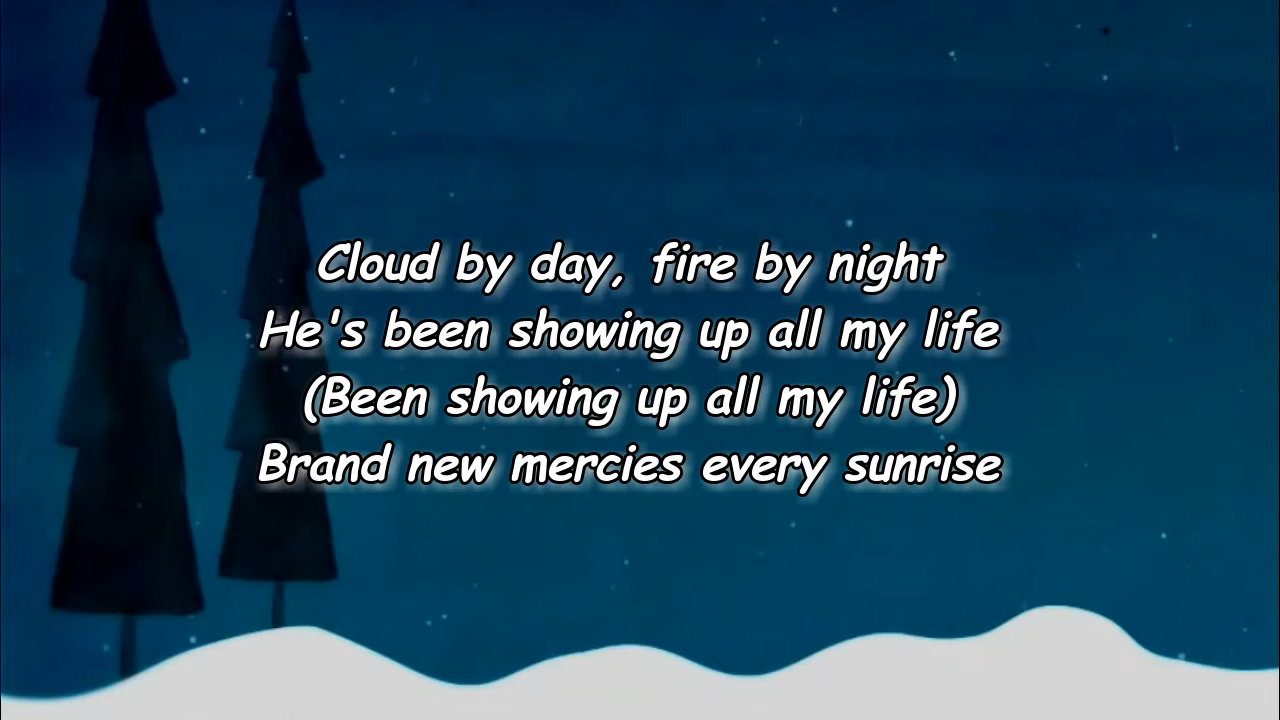 Cloud by day, fire by night
He's been showing up all my life
(Been showing up all my life)
Brand new mercies every sunrise